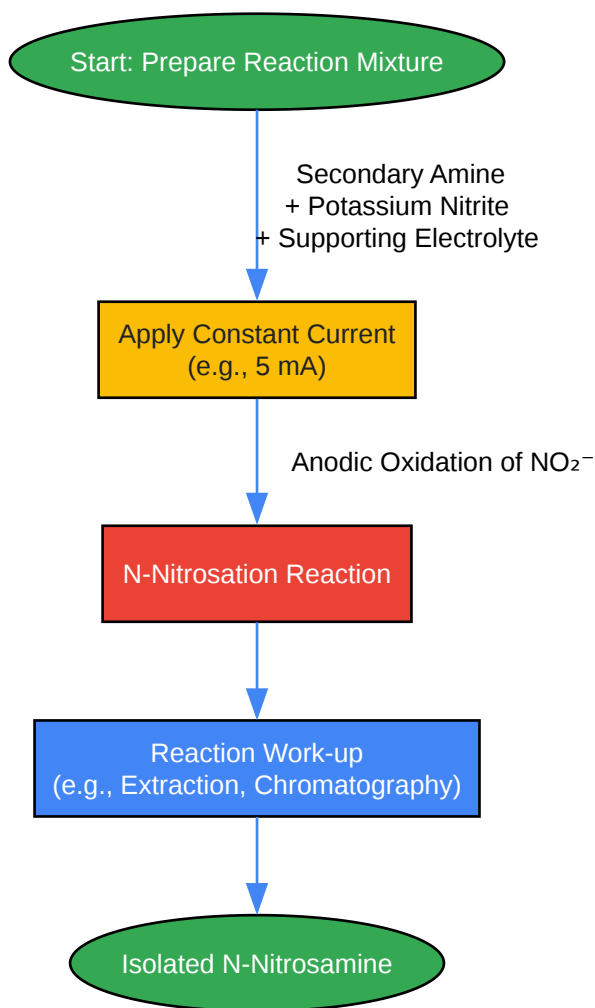 Start: Prepare Reaction Mixture
Secondary Amine
+ Potassium Nitrite
+ Supporting Electrolyte
Apply Constant Current
(e.g., 5 mA)
Anodic Oxidation of NO₂⁻
N-Nitrosation Reaction
Reaction Work-up
(e.g., Extraction, Chromatography)
Isolated N-Nitrosamine